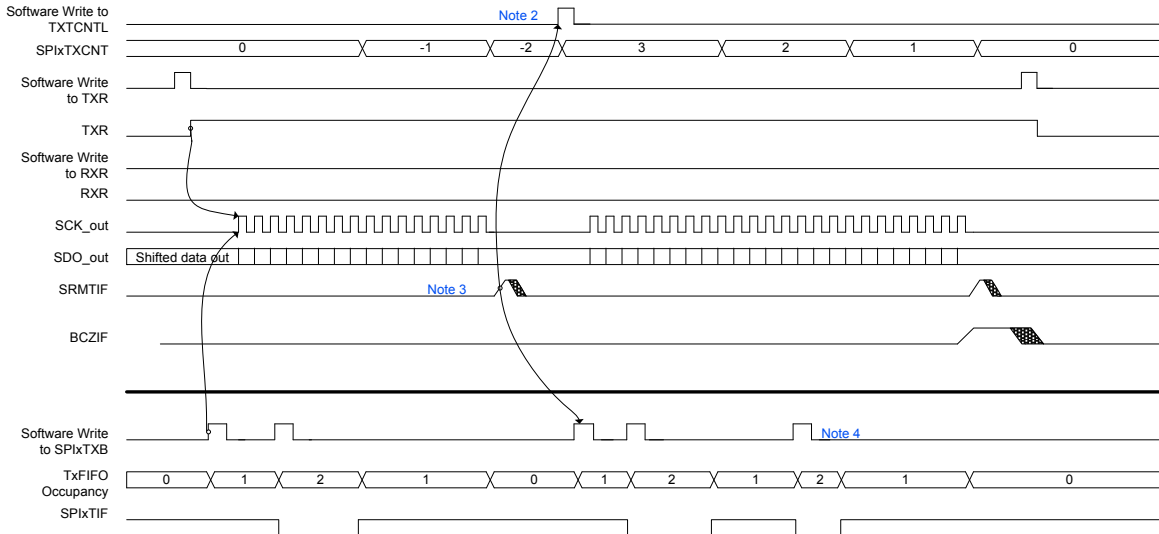 Software Write to
TXTCNTL
Note 2
SPIxTXCNT
0 -1 -2 3 2 1 0
Software Write
to TXR
TXR
Software Write
to RXR
RXR
SCK_out
SDO_out
Shifted data out
SRMTIF
Note 3
BCZIF
Software Write
to SPIxTXB
Note 4
TxFIFO
Occupancy
0 1 2 1 0 1 2 1 2 1 0
SPIxTIF